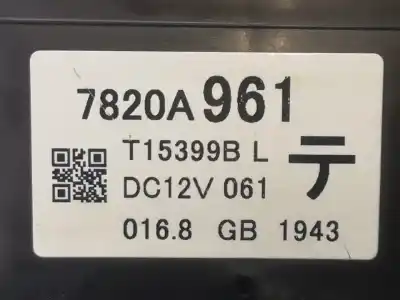 7820A961
T15399B L
テ
DC12V 061
016.8 GB 1943